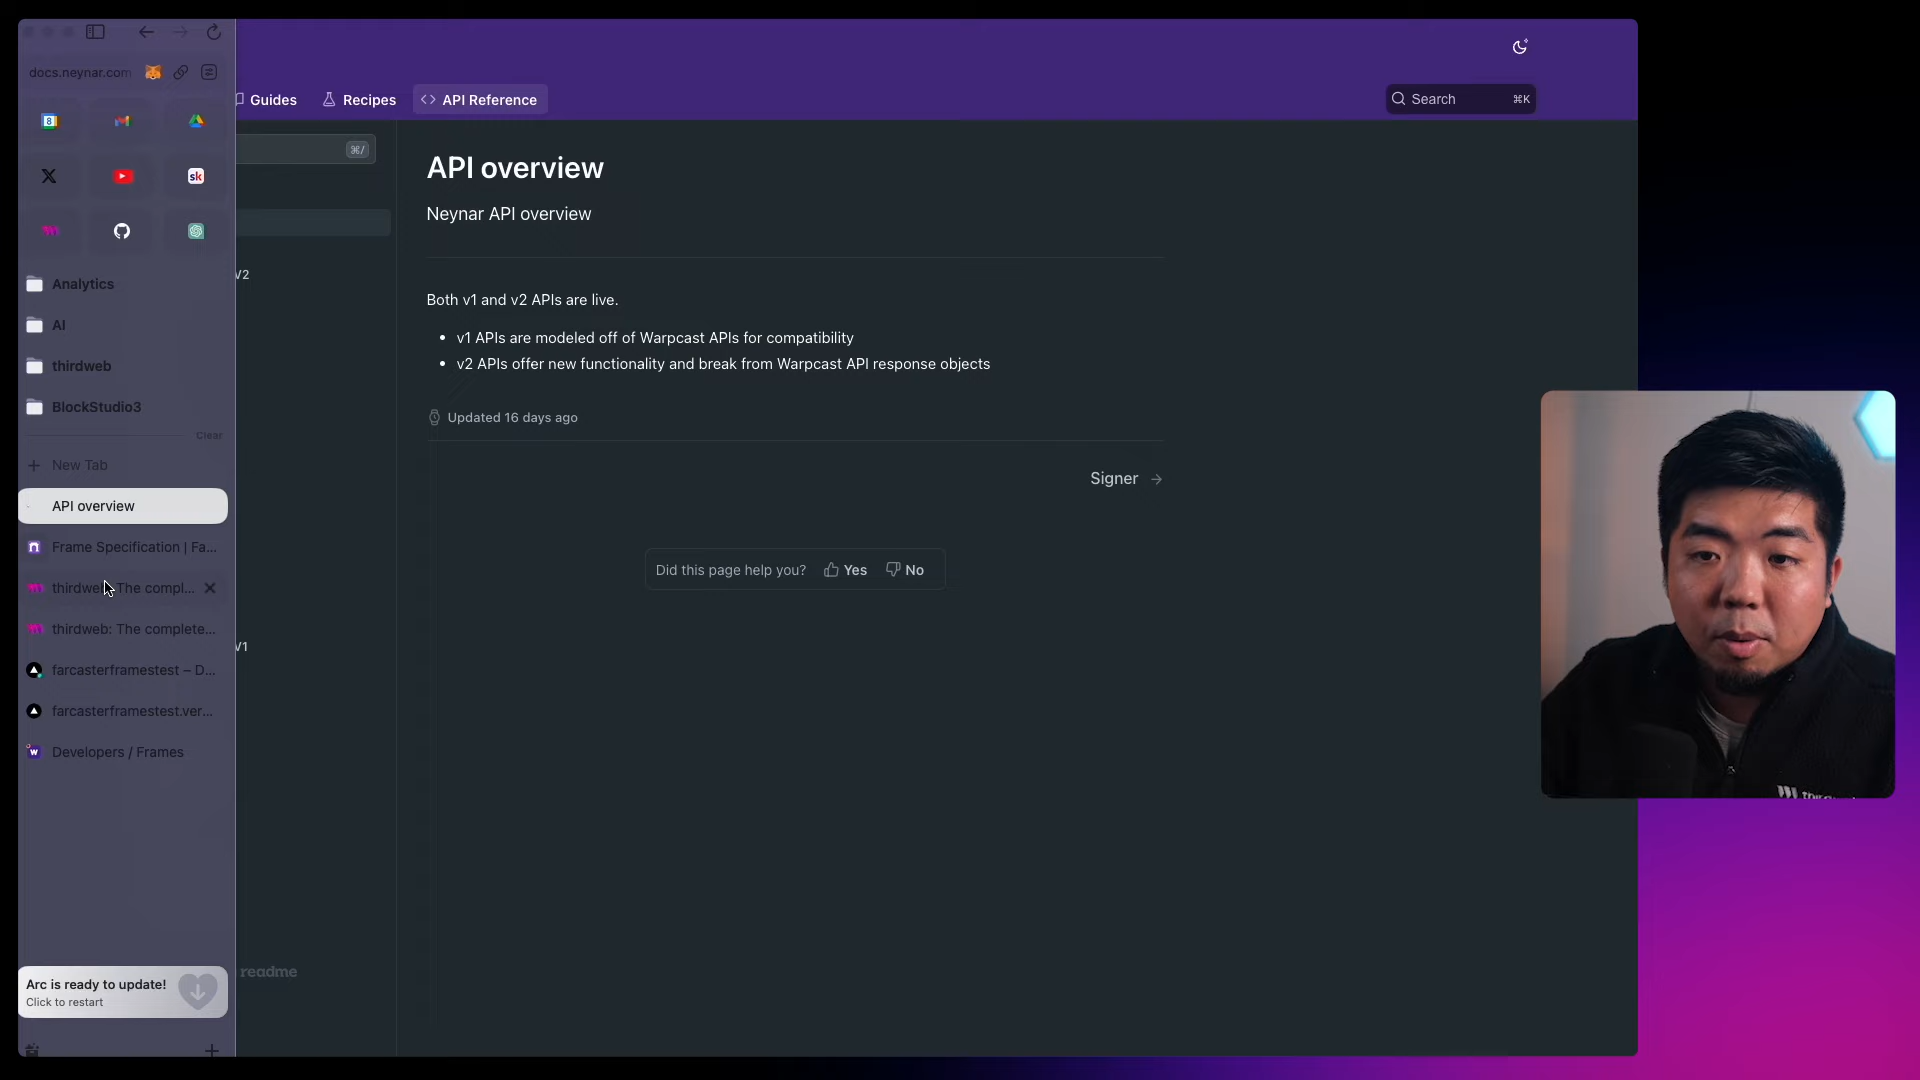 docs.neynar.com
8
sk
Analytics
AI
thirdweb
BlockStudio3
Clear
New Tab
API overview
Frame Specification | Fa...
thirdweb: The compl...
thirdweb: The complete...
farcasterframestest – D...
farcasterframestest.ver...
Developers / Frames
Arc is ready to update!
Click to restart
Guides
Recipes
API Reference
Search
⌘K
⌘/
V2
V1
readme
API overview
Neynar API overview
Both v1 and v2 APIs are live.
• v1 APIs are modeled off of Warpcast APIs for compatibility
• v2 APIs offer new functionality and break from Warpcast API response objects
Updated 16 days ago
Signer →
Did this page help you?
Yes
No